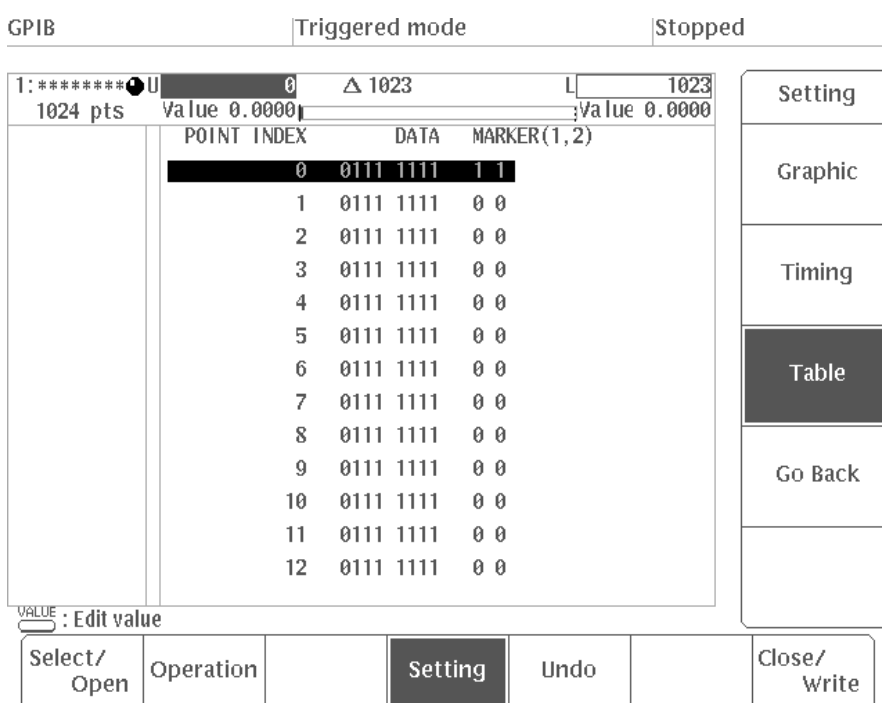 GPIB Triggered mode Stopped
1:******** U 0 Δ 1023 L 1023
1024 pts Value 0.0000 Value 0.0000
POINT INDEX DATA MARKER(1,2)
0 0111 1111 1 1
1 0111 1111 0 0
2 0111 1111 0 0
3 0111 1111 0 0
4 0111 1111 0 0
5 0111 1111 0 0
6 0111 1111 0 0
7 0111 1111 0 0
8 0111 1111 0 0
9 0111 1111 0 0
10 0111 1111 0 0
11 0111 1111 0 0
12 0111 1111 0 0
Setting
Graphic
Timing
Table
Go Back
VALUE : Edit value
Select/
Open
Operation
Setting
Undo
Close/
Write